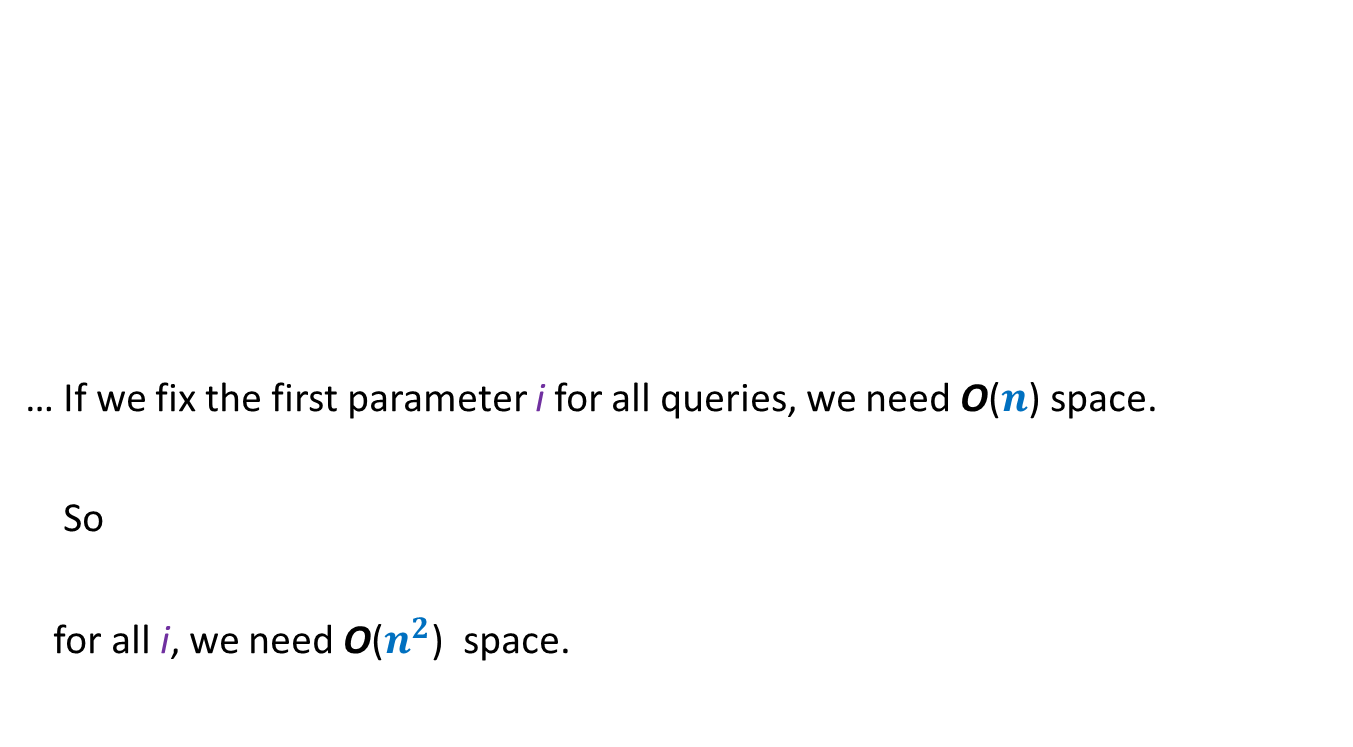 … If we fix the first parameter i for all queries, we need O(n) space.
So
for all i, we need O(n²) space.